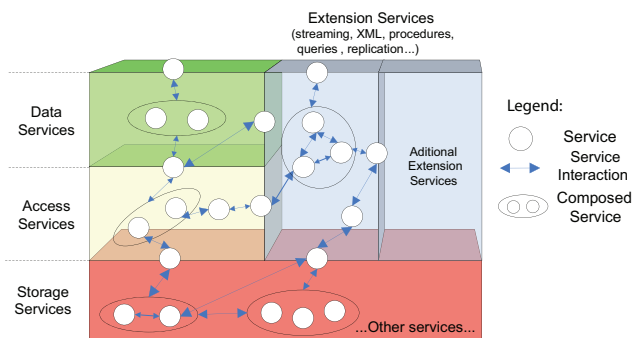 Extension Services
(streaming, XML, procedures,
queries , replication...)
Data
Services
Access
Services
Storage
Services
Aditional
Extension
Services
...Other services...
Legend:
Service
Service
Interaction
Composed
Service